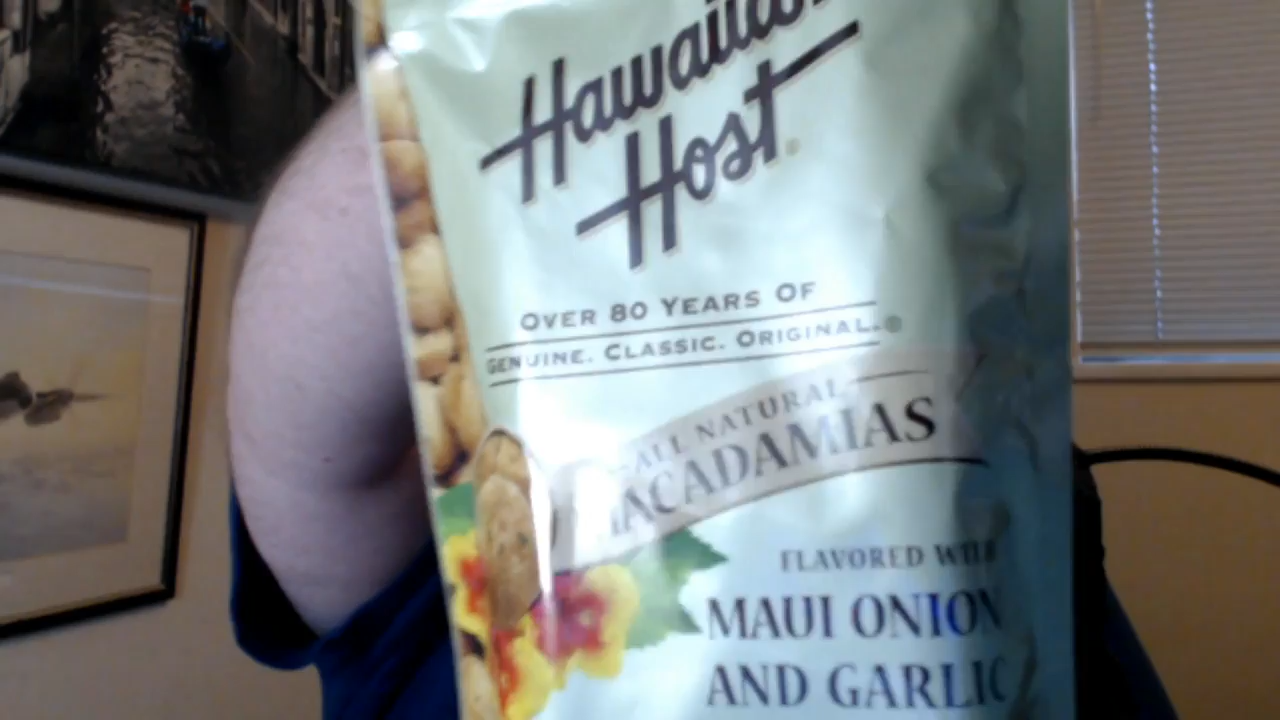 Hawaiian
Host®
OVER 80 YEARS OF
GENUINE. CLASSIC. ORIGINAL.®
ALL NATURAL
MACADAMIAS
FLAVORED WITH
MAUI ONION
AND GARLIC